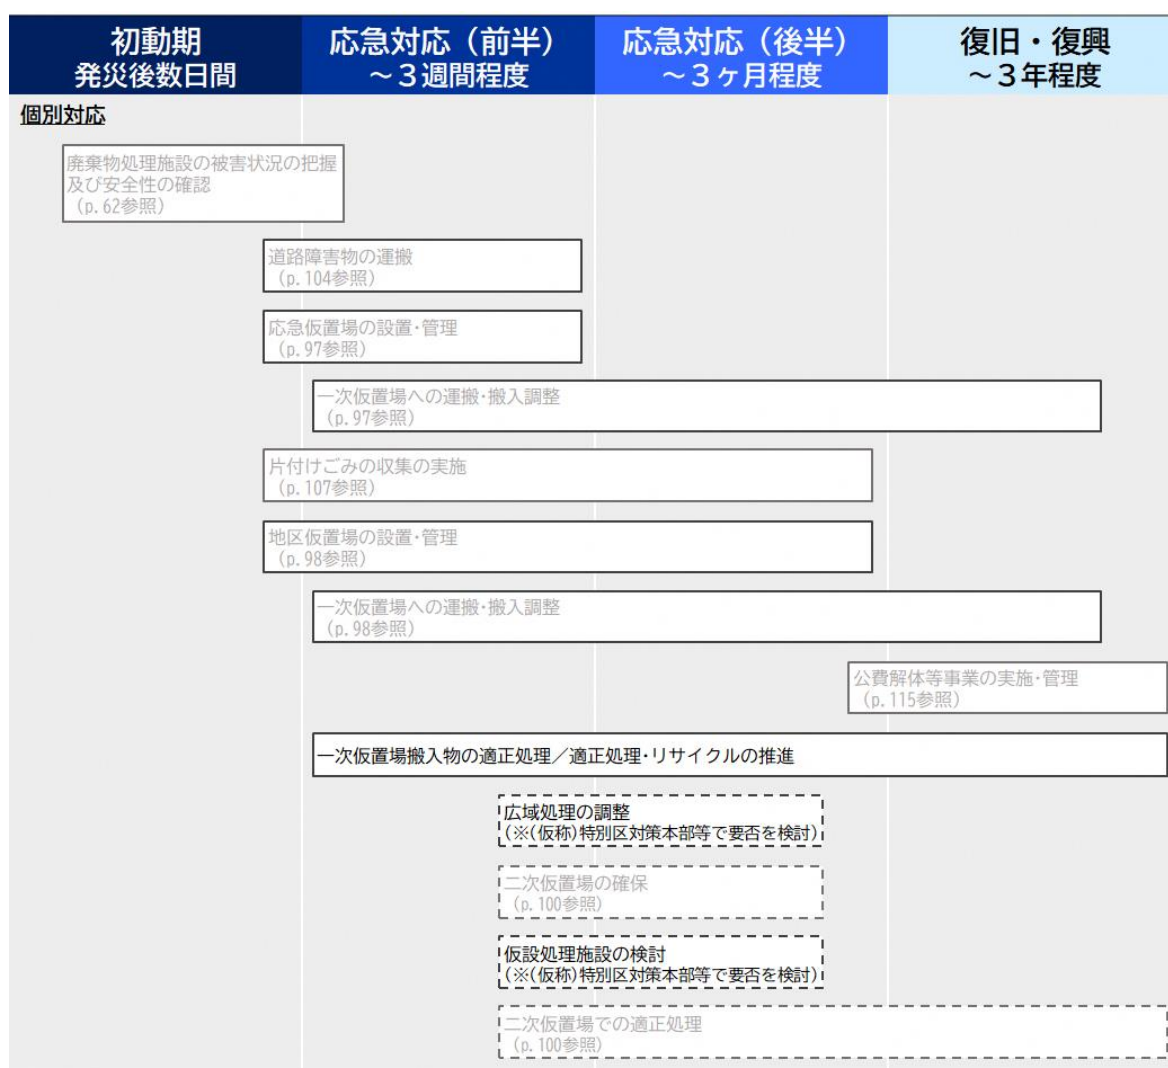 初動期
発災後数日間
応急対応（前半）
～３週間程度
応急対応（後半）
～３ヶ月程度
復旧・復興
～３年程度
個別対応
廃棄物処理施設の被害状況の把握
及び安全性の確認
（p.62参照）
道路障害物の運搬
（p.104参照）
応急仮置場の設置･管理
（p.97参照）
一次仮置場への運搬･搬入調整
（p.97参照）
片付けごみの収集の実施
（p.107参照）
地区仮置場の設置･管理
（p.98参照）
一次仮置場への運搬･搬入調整
（p.98参照）
公費解体等事業の実施･管理
（p.115参照）
一次仮置場搬入物の適正処理／適正処理･リサイクルの推進
広域処理の調整
(※(仮称)特別区対策本部等で要否を検討)
二次仮置場の確保
（p.100参照）
仮設処理施設の検討
(※(仮称)特別区対策本部等で要否を検討)
二次仮置場での適正処理
（p.100参照）